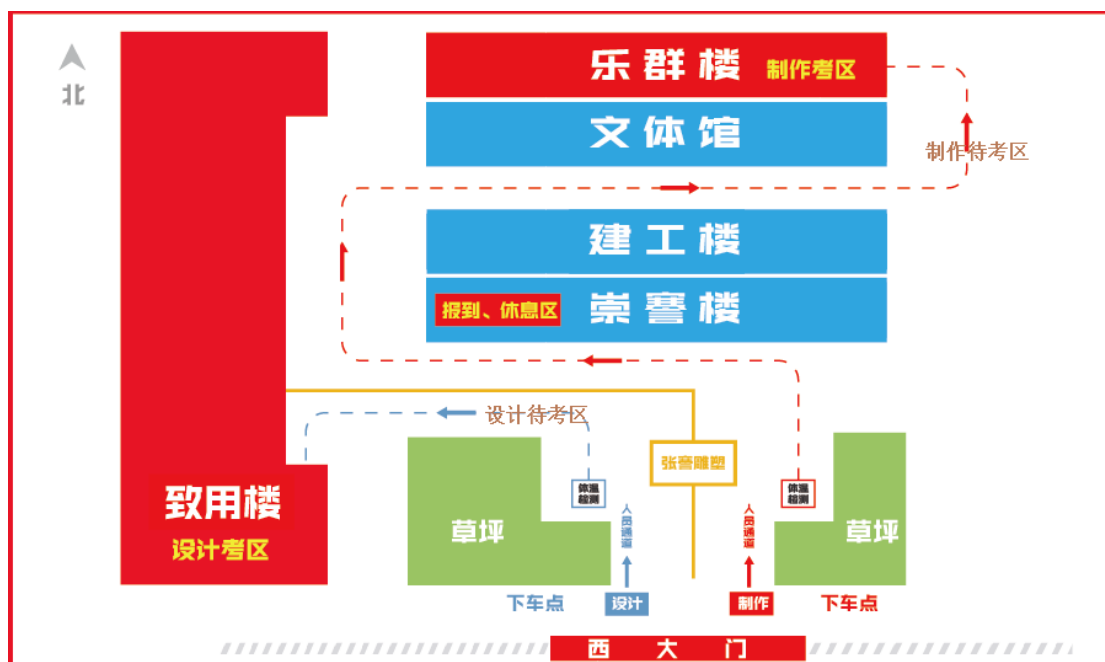 北
乐群楼 制作考区
文体馆
制作待考区
建工楼
报到、休息区 崇謇楼
设计待考区
张謇雕塑
体温
检测
体温
检测
致用楼
设计考区
人员通道
人员通道
草坪
草坪
下车点 设计
制作 下车点
西大门